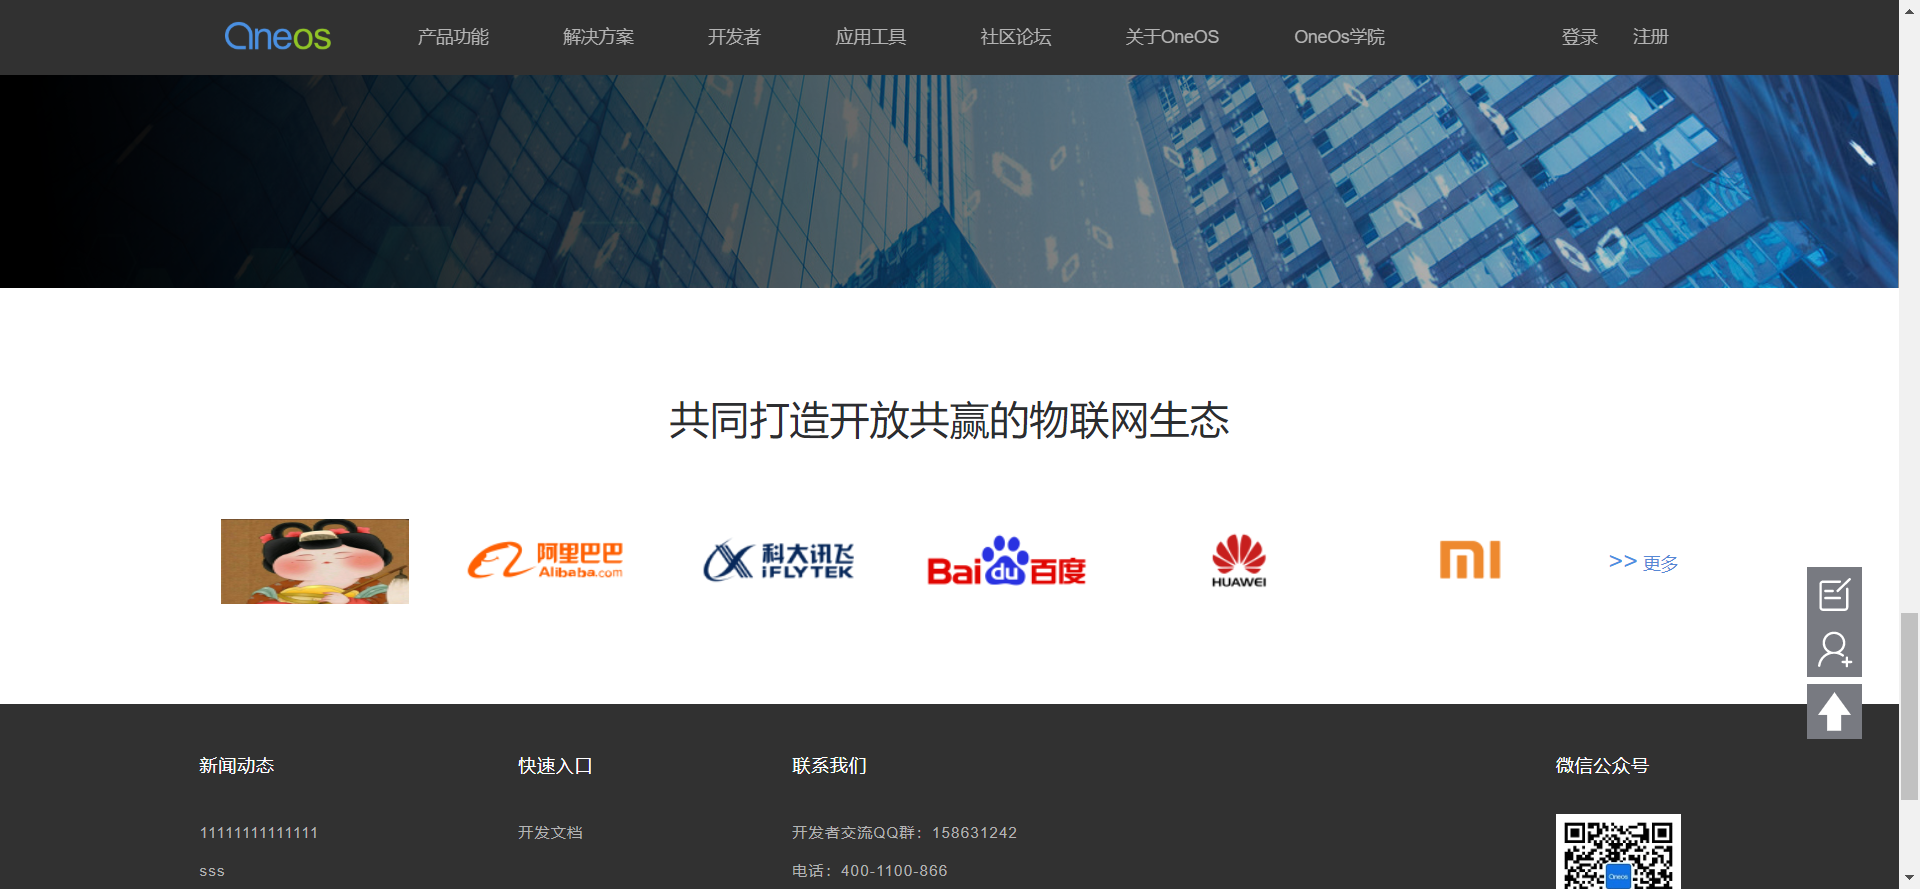 Oneos 产品功能 解决方案 开发者 应用工具 社区论坛 关于OneOS OneOs学院 登录 注册
共同打造开放共赢的物联网生态
阿里巴巴
Alibaba.com
科大讯飞
iFLYTEK
Bai du 百度
HUAWEI
MI
>> 更多
新闻动态 快速入口 联系我们 微信公众号
11111111111111 开发文档 开发者交流QQ群：158631242
sss 电话：400-1100-866
Oneos